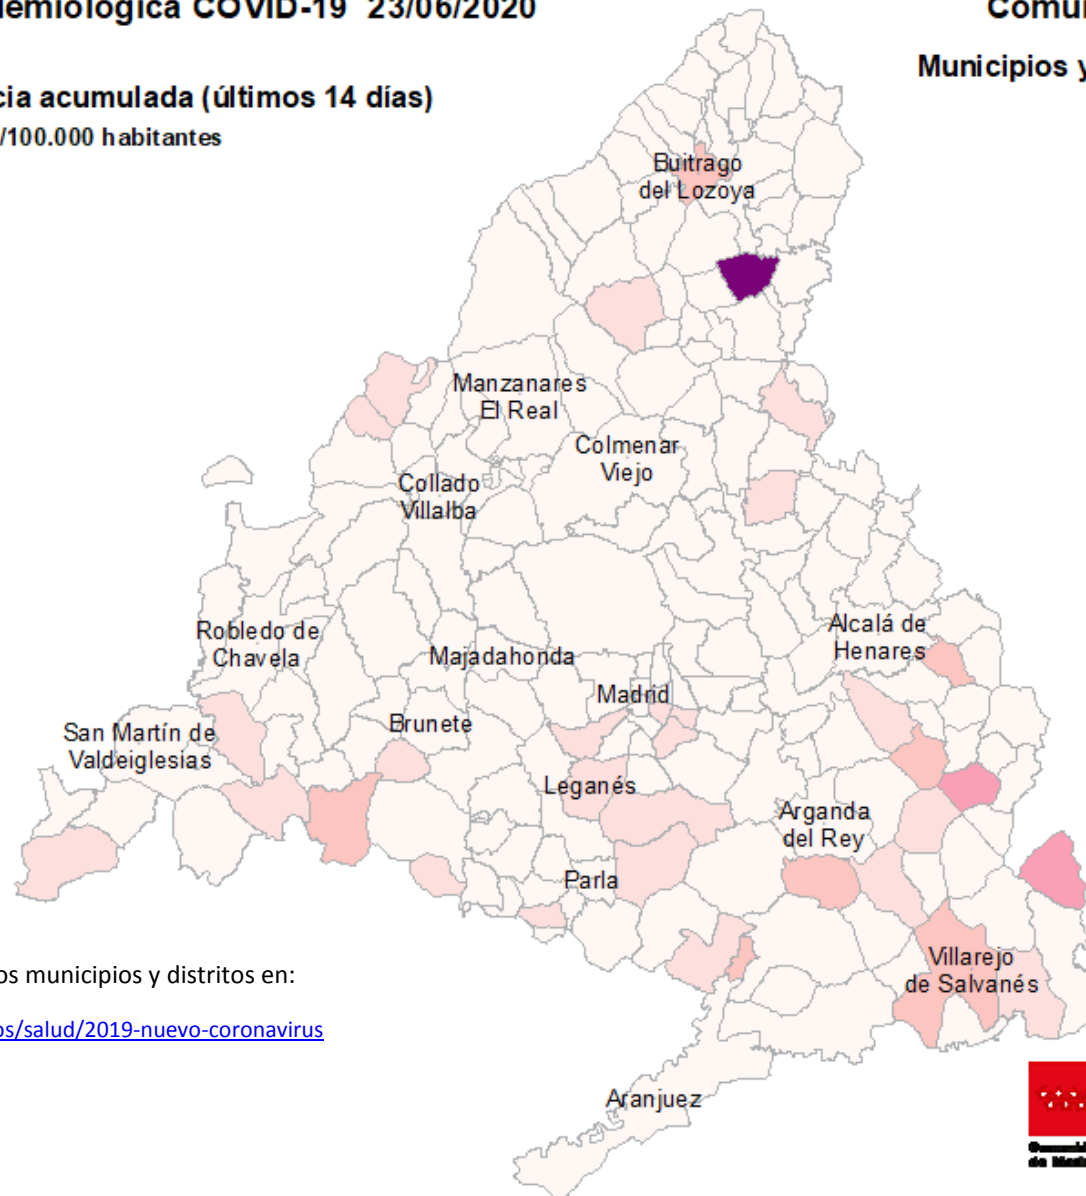 demiológica COVID-19 23/06/2020
Comu
Municipios y
cia acumulada (últimos 14 días)
/100.000 habitantes
Buitrago
del Lozoya
Manzanares
El Real
Colmenar
Viejo
Collado
Villalba
Alcalá de
Henares
Robledo de
Chavela
Majadahonda
Madrid
Brunete
San Martín de
Valdeiglesias
Leganés
Arganda
del Rey
Parla
Villarejo
de Salvanés
os municipios y distritos en:
os/salud/2019-nuevo-coronavirus
Aranjuez
de Mad